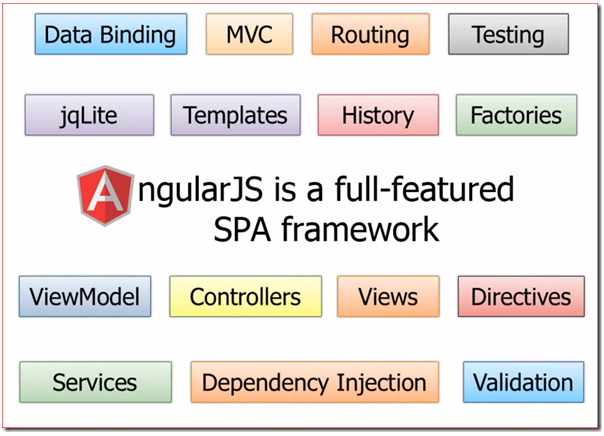 Data Binding MVC Routing Testing
jqLite Templates History Factories
AngularJS is a full-featured
SPA framework
ViewModel Controllers Views Directives
Services Dependency Injection Validation